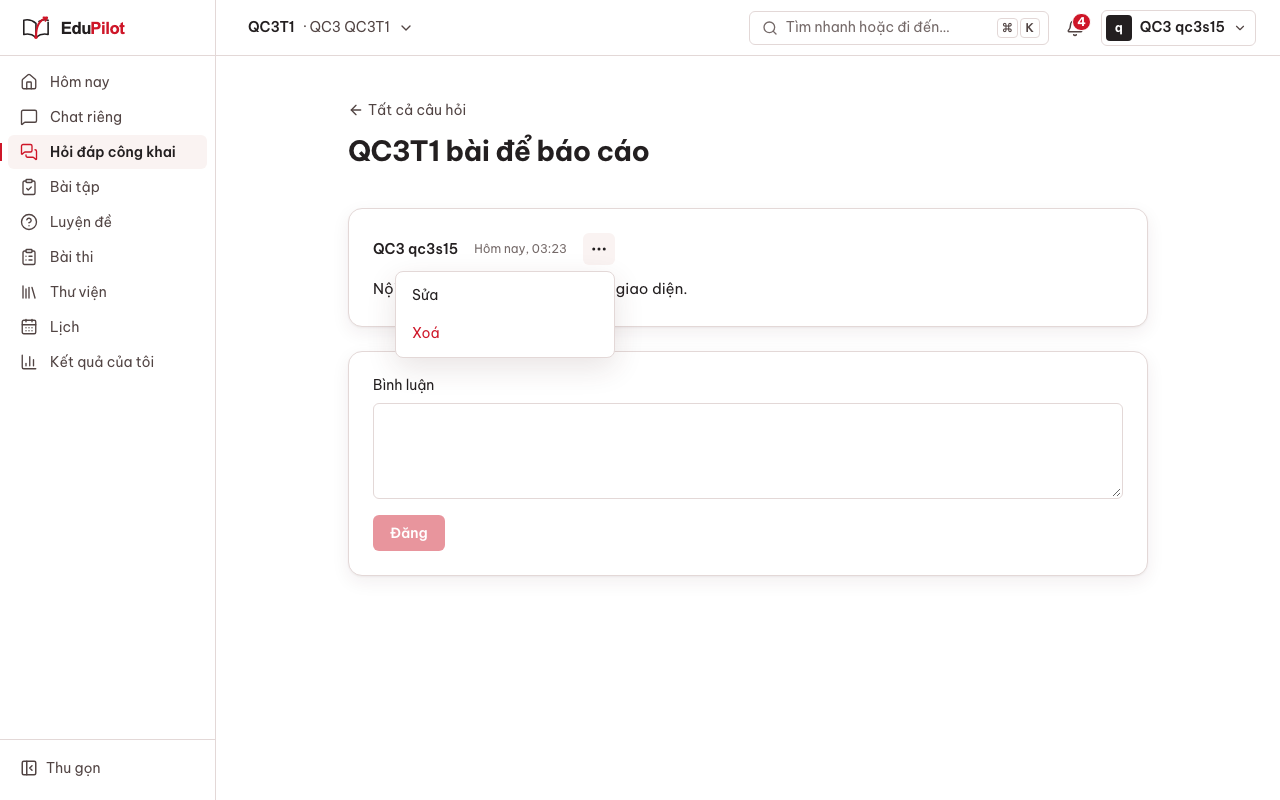 EduPilot
QC3T1 · QC3 QC3T1
Tìm nhanh hoặc đi đến...
⌘ K
4
q
QC3 qc3s15
Hôm nay
Chat riêng
Hỏi đáp công khai
Bài tập
Luyện đề
Bài thi
Thư viện
Lịch
Kết quả của tôi
Thu gọn
Tất cả câu hỏi
QC3T1 bài để báo cáo
QC3 qc3s15 Hôm nay, 03:23
giao diện.
Sửa
Xoá
Bình luận
Đăng